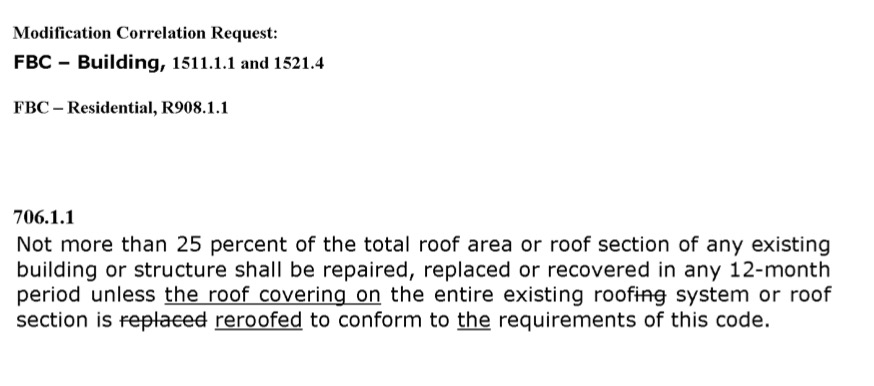 Modification Correlation Request:
FBC – Building, 1511.1.1 and 1521.4
FBC – Residential, R908.1.1
706.1.1
Not more than 25 percent of the total roof area or roof section of any existing
building or structure shall be repaired, replaced or recovered in any 12-month
period unless the roof covering on the entire existing roofing system or roof
section is replaced reroofed to conform to the requirements of this code.